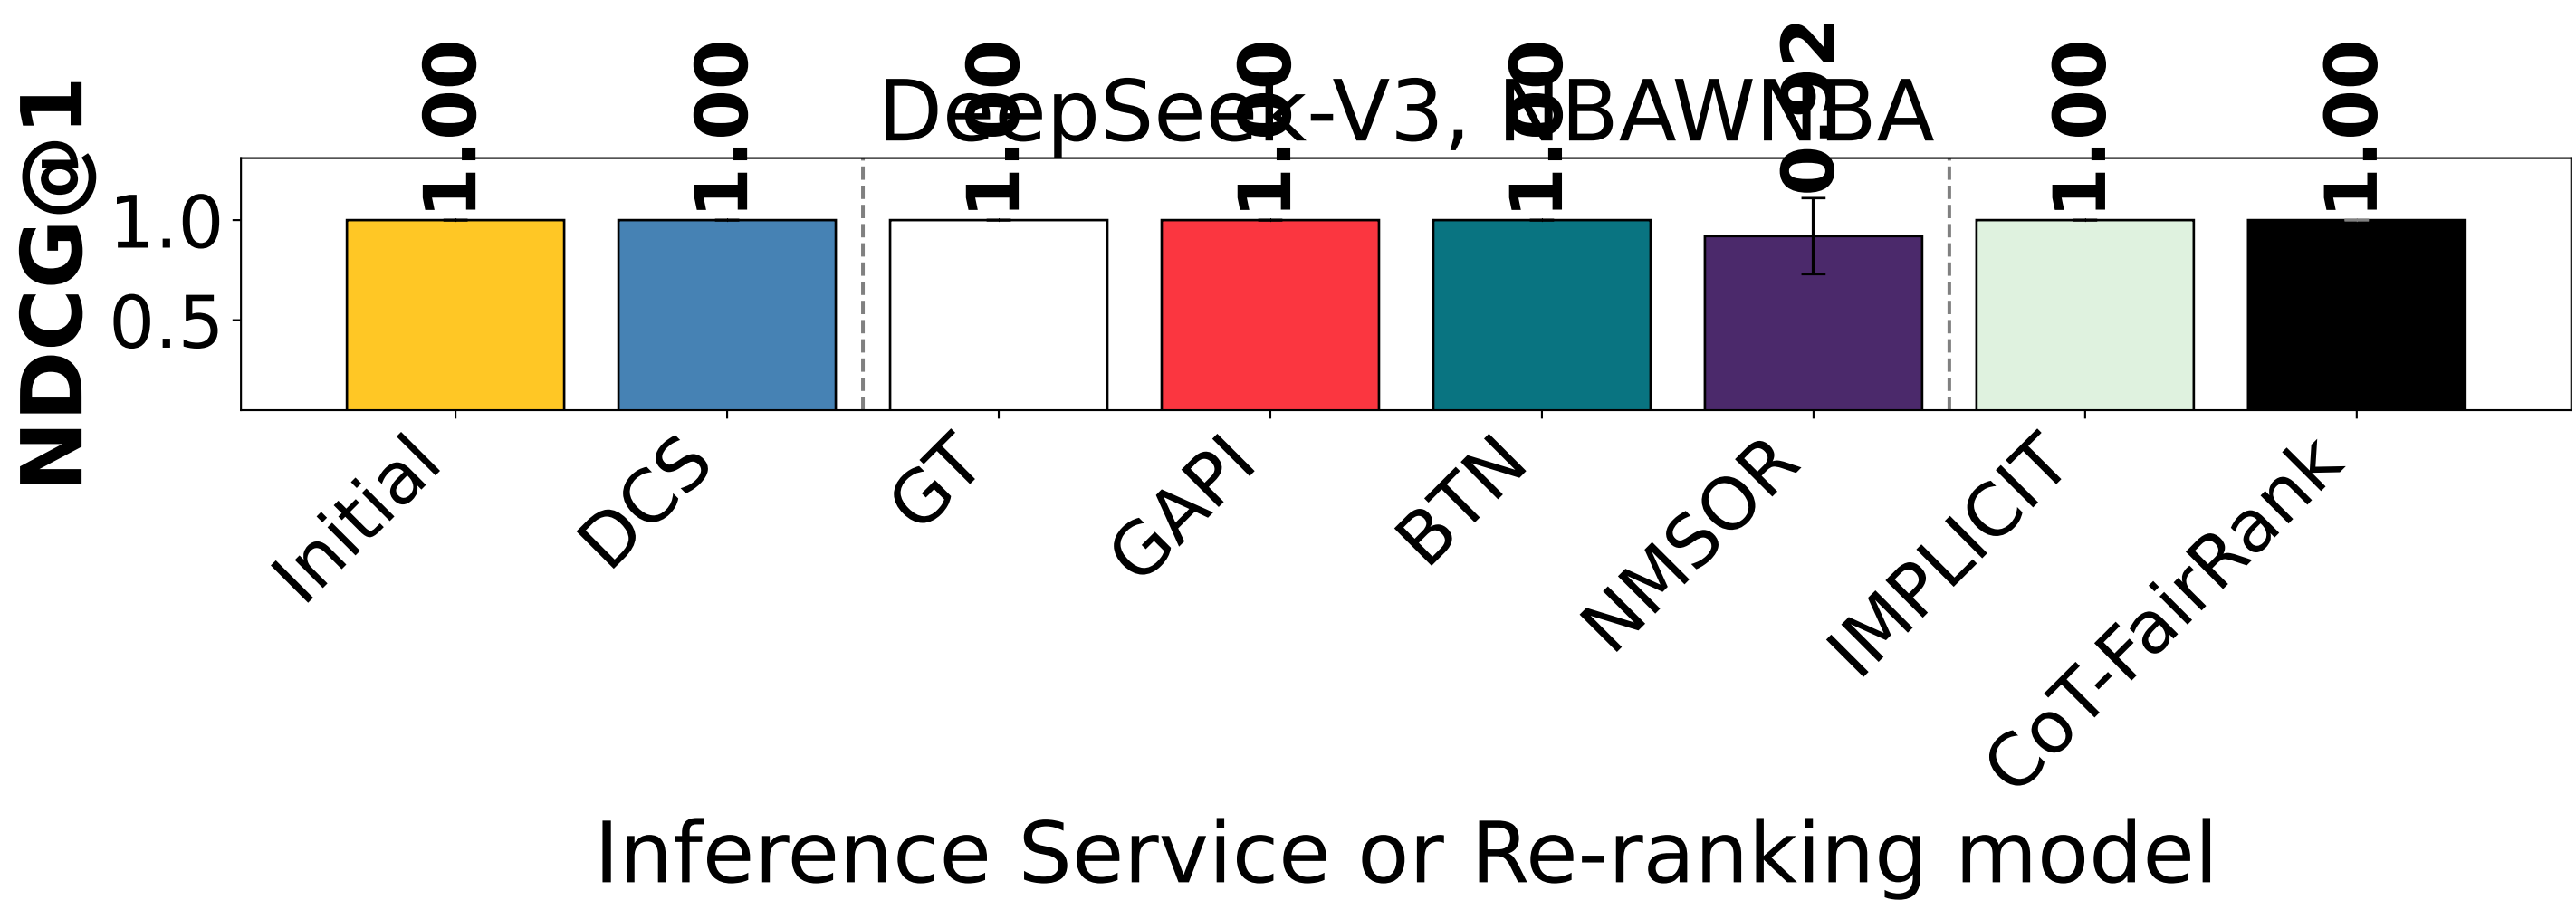 DeepSeek-V3, NBAWNBA
1.00
1.00
1.00
1.00
1.00
0.92
1.00
1.00
NDCG@1
1.0
0.5
Initial
DCS
GT
GAPI
BTN
NMSOR
IMPLICIT
CoT-FairRank
Inference Service or Re-ranking model